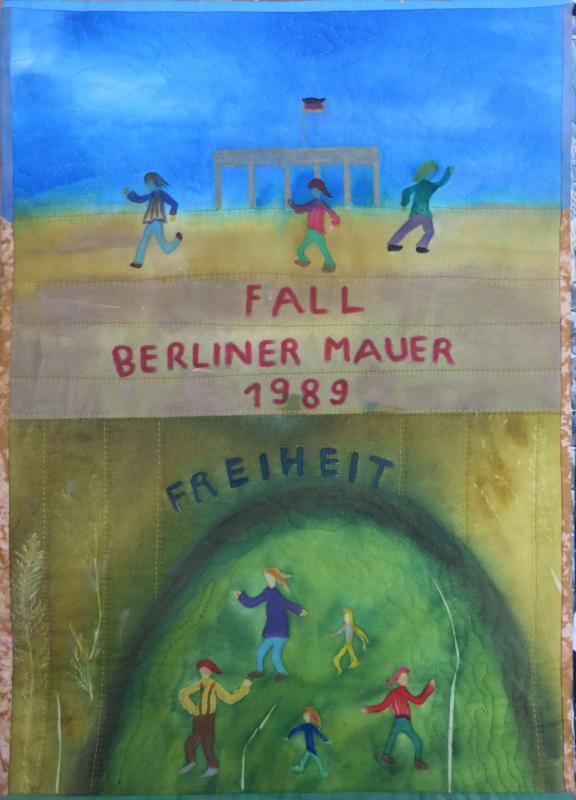 FALL
BERLINER MAUER
1989
FREIHEIT